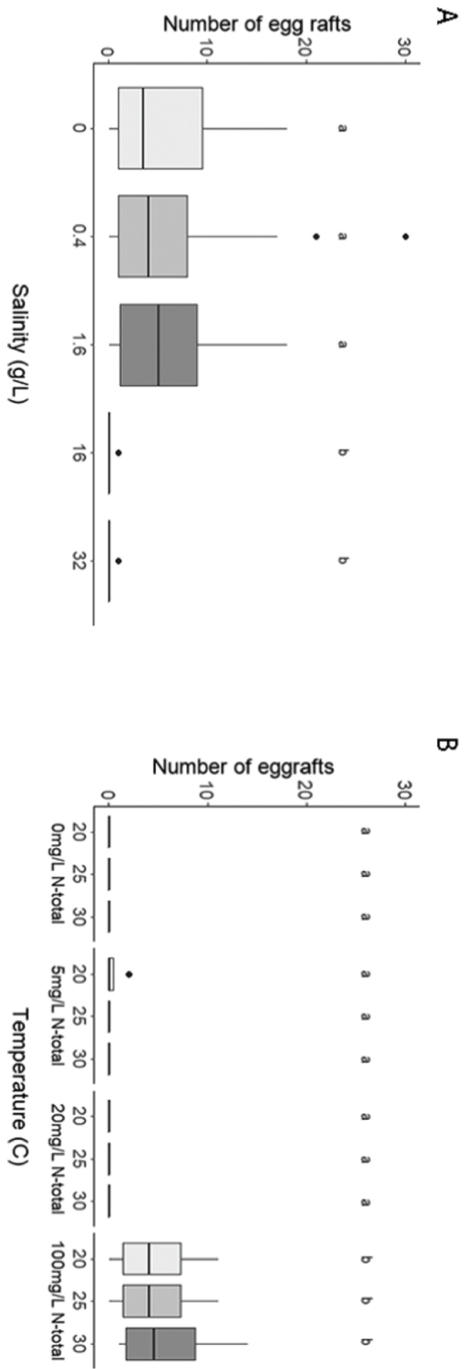 A
Number of egg rafts
0
10
20
30
a
a
a
b
b
0
0.4
1.6
16
32
Salinity (g/L)
B
Number of eggrafts
0
10
20
30
a
a
a
a
a
a
a
a
a
b
b
b
20
25
30
20
25
30
20
25
30
20
25
30
0mg/L N-total
5mg/L N-total
20mg/L N-total
100mg/L N-total
Temperature (C)